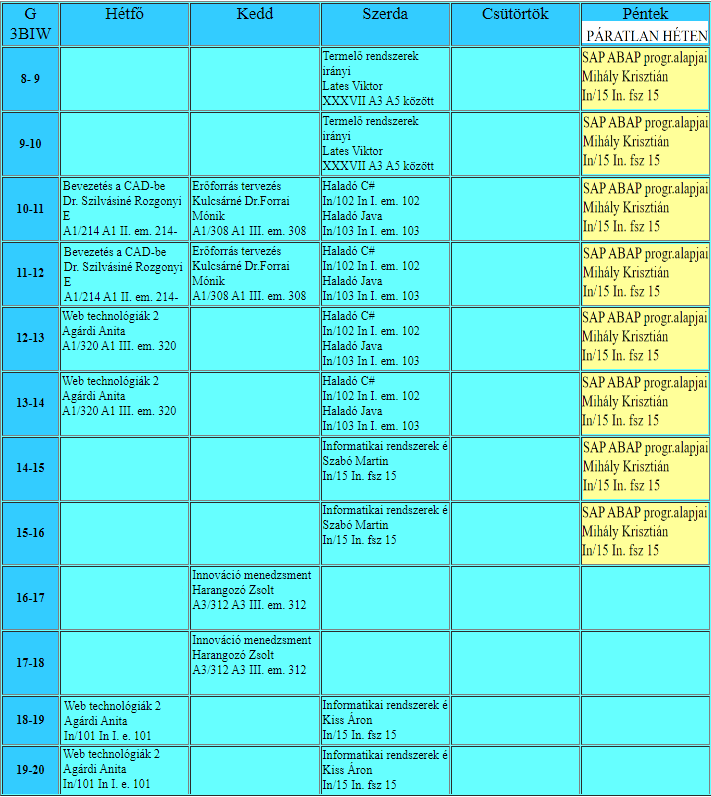 G
3BIW
Hétfő
Kedd
Szerda
Csütörtök
Péntek
PÁRATLAN HÉTEN
8- 9
Termelő rendszerek
irányi
Lates Viktor
XXXVII A3 A5 között
SAP ABAP progr.alapjai
Mihály Krisztián
In/15 In. fsz 15
9-10
Termelő rendszerek
irányi
Lates Viktor
XXXVII A3 A5 között
SAP ABAP progr.alapjai
Mihály Krisztián
In/15 In. fsz 15
10-11
Bevezetés a CAD-be
Dr. Szilvásiné Rozgonyi
E
A1/214 A1 II. em. 214-
Erőforrás tervezés
Kulcsárné Dr.Forrai
Mónik
A1/308 A1 III. em. 308
Haladó C#
In/102 In I. em. 102
Haladó Java
In/103 In I. em. 103
SAP ABAP progr.alapjai
Mihály Krisztián
In/15 In. fsz 15
11-12
Bevezetés a CAD-be
Dr. Szilvásiné Rozgonyi
E
A1/214 A1 II. em. 214-
Erőforrás tervezés
Kulcsárné Dr.Forrai
Mónik
A1/308 A1 III. em. 308
Haladó C#
In/102 In I. em. 102
Haladó Java
In/103 In I. em. 103
SAP ABAP progr.alapjai
Mihály Krisztián
In/15 In. fsz 15
12-13
Web technológiák 2
Agárdi Anita
A1/320 A1 III. em. 320
Haladó C#
In/102 In I. em. 102
Haladó Java
In/103 In I. em. 103
SAP ABAP progr.alapjai
Mihály Krisztián
In/15 In. fsz 15
13-14
Web technológiák 2
Agárdi Anita
A1/320 A1 III. em. 320
Haladó C#
In/102 In I. em. 102
Haladó Java
In/103 In I. em. 103
SAP ABAP progr.alapjai
Mihály Krisztián
In/15 In. fsz 15
14-15
Informatikai rendszerek é
Szabó Martin
In/15 In. fsz 15
SAP ABAP progr.alapjai
Mihály Krisztián
In/15 In. fsz 15
15-16
Informatikai rendszerek é
Szabó Martin
In/15 In. fsz 15
SAP ABAP progr.alapjai
Mihály Krisztián
In/15 In. fsz 15
16-17
Innováció menedzsment
Harangozó Zsolt
A3/312 A3 III. em. 312
17-18
Innováció menedzsment
Harangozó Zsolt
A3/312 A3 III. em. 312
18-19
Web technológiák 2
Agárdi Anita
In/101 In I. e. 101
Informatikai rendszerek é
Kiss Áron
In/15 In. fsz 15
19-20
Web technológiák 2
Agárdi Anita
In/101 In I. e. 101
Informatikai rendszerek é
Kiss Áron
In/15 In. fsz 15